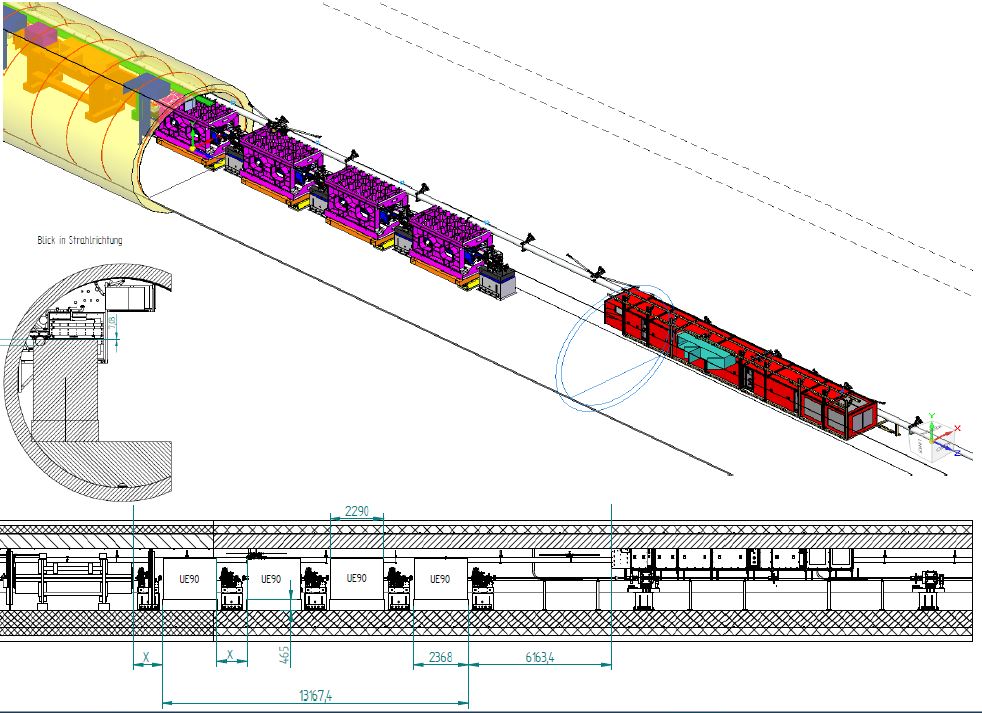 Y
X
Z
Blick in Strahlrichtung
2290
UE90
UE90
UE90
UE90
X
X
465
2368
6163,4
13167,4